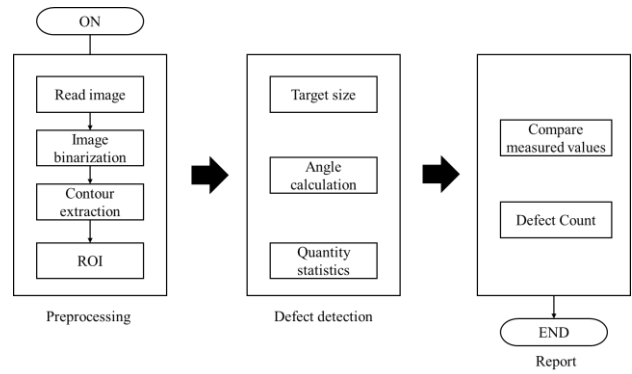 ON
Read image
Image
binarization
Contour
extraction
ROI
Preprocessing
Target size
Angle
calculation
Quantity
statistics
Defect detection
Compare
measured values
Defect Count
END
Report